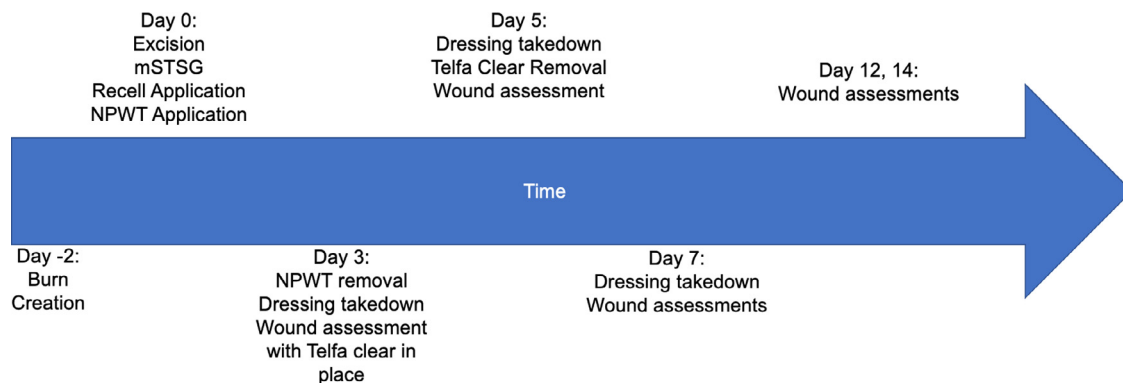 Day 0:
Excision
mSTSG
Recell Application
NPWT Application
Day 5:
Dressing takedown
Telfa Clear Removal
Wound assessment
Day 12, 14:
Wound assessments
Time
Day -2:
Burn
Creation
Day 3:
NPWT removal
Dressing takedown
Wound assessment
with Telfa clear in
place
Day 7:
Dressing takedown
Wound assessments